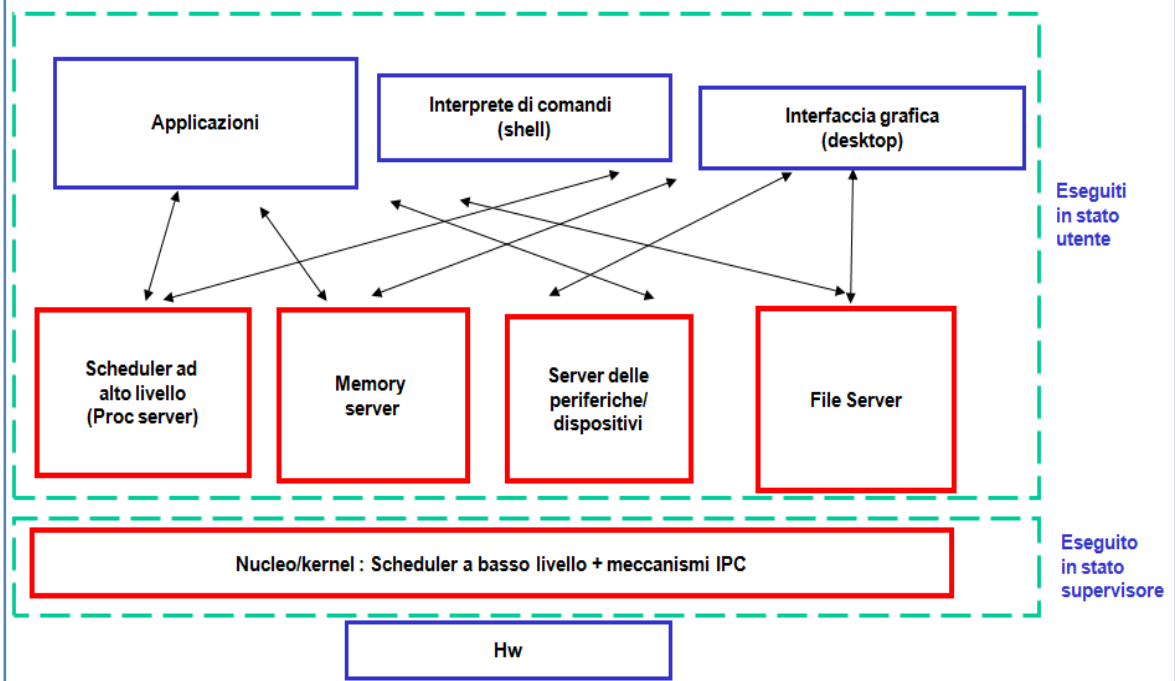 Applicazioni
Interprete di comandi
(shell)
Interfaccia grafica
(desktop)
Eseguiti
in stato
utente
Scheduler ad
alto livello
(Proc server)
Memory
server
Server delle
periferiche/
dispositivi
File Server
Nucleo/kernel : Scheduler a basso livello + meccanismi IPC
Eseguito
in stato
supervisore
Hw